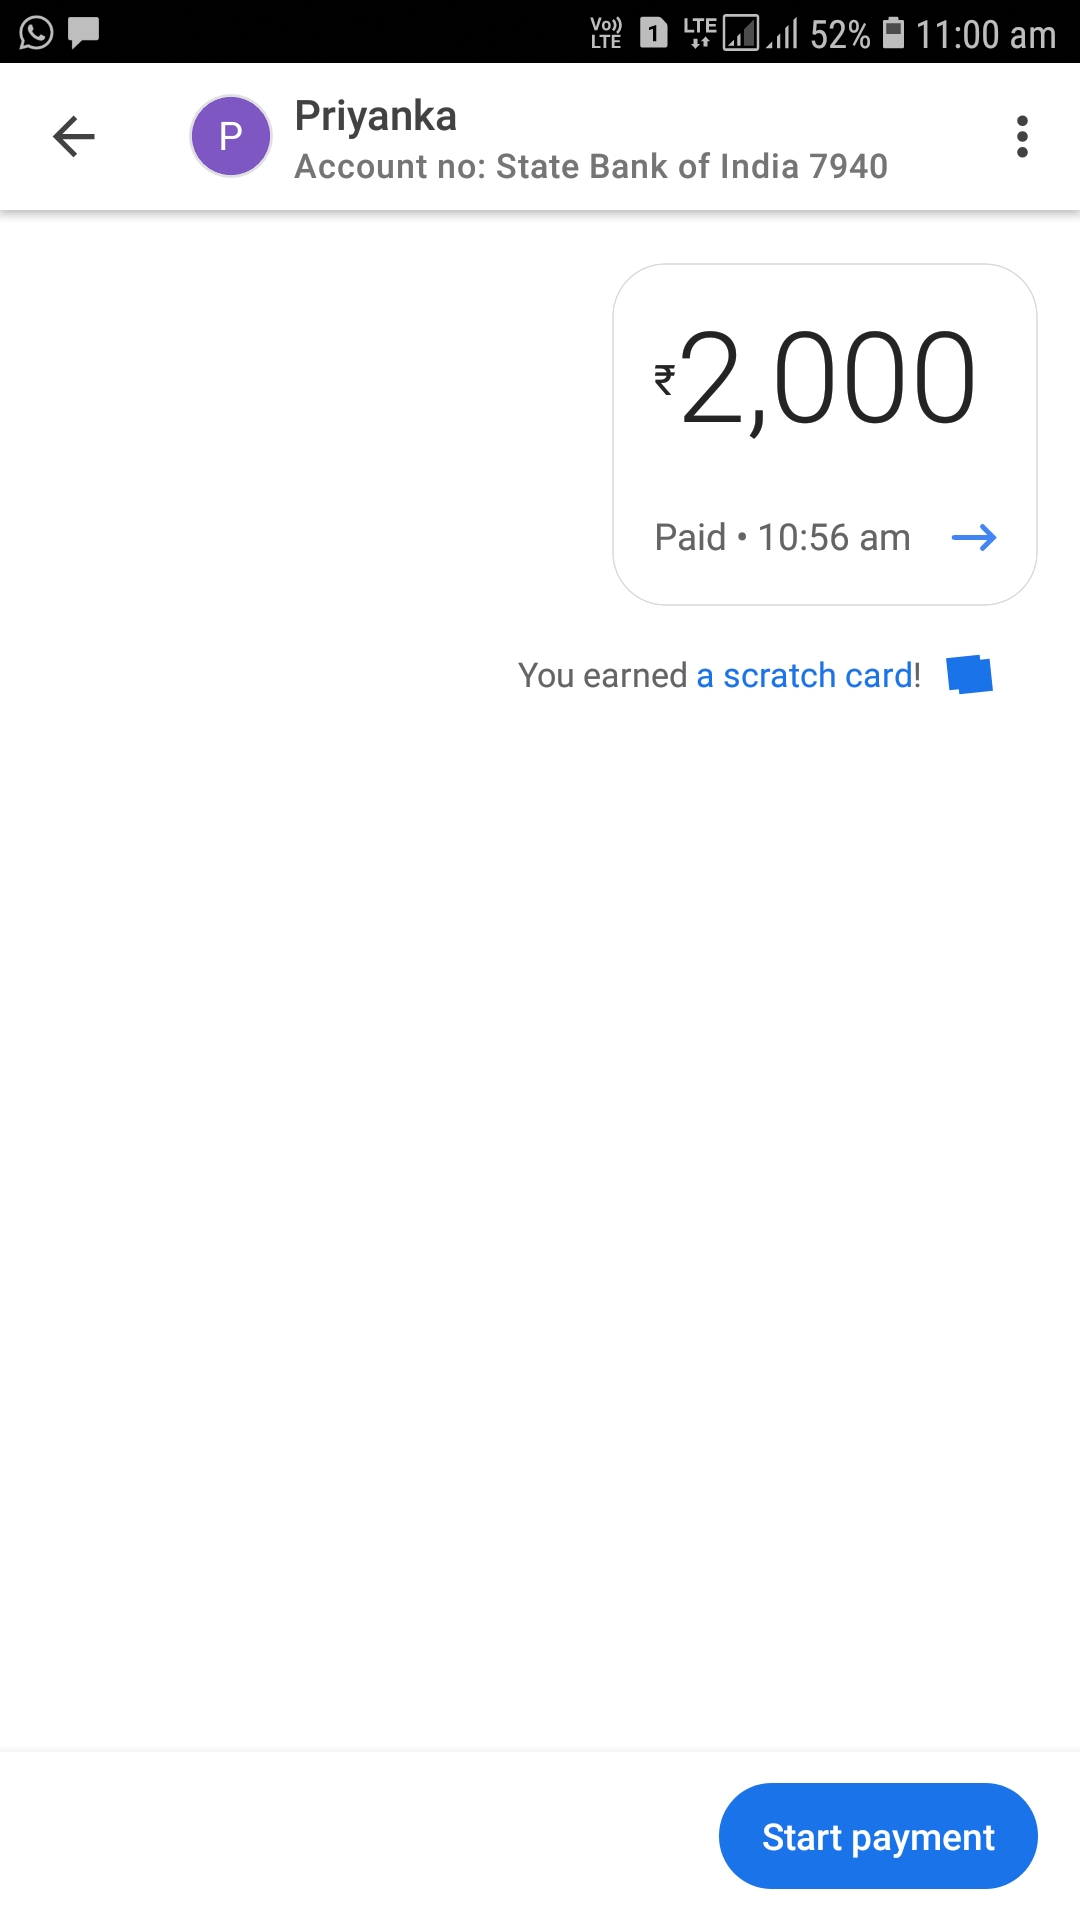 Vo)) LTE 1 LTE 52% 11:00 am
P
Priyanka
Account no: State Bank of India 7940
₹2,000
Paid • 10:56 am
You earned a scratch card!
Start payment